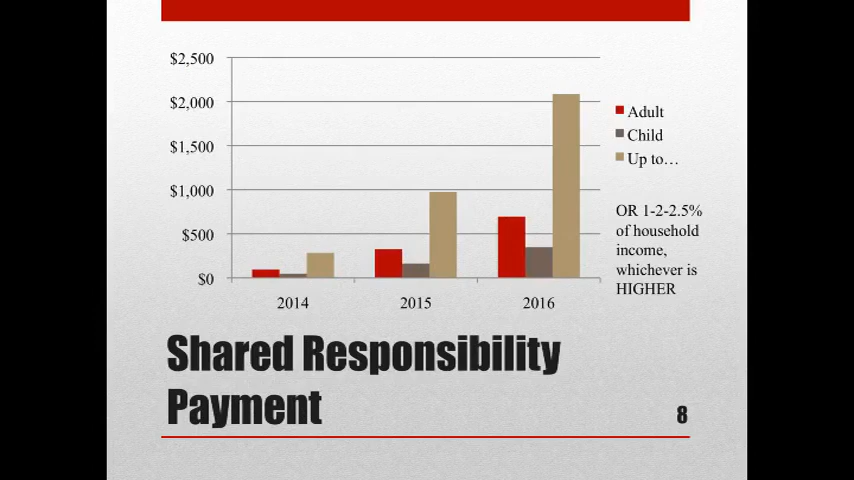 $2,500
$2,000
$1,500
$1,000
$500
$0
2014
2015
2016
Adult
Child
Up to…
OR 1-2-2.5%
of household
income,
whichever is
HIGHER
Shared Responsibility
Payment
8